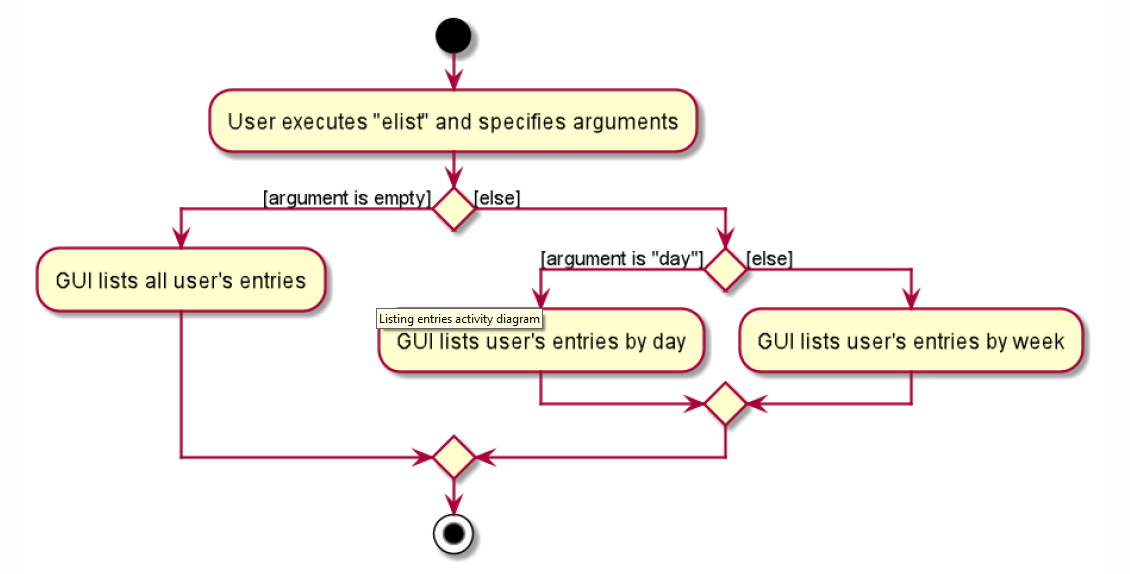 User executes "elist" and specifies arguments
[argument is empty]
[else]
GUI lists all user's entries
[argument is "day"]
[else]
Listing entries activity diagram
GUI lists user's entries by day
GUI lists user's entries by week